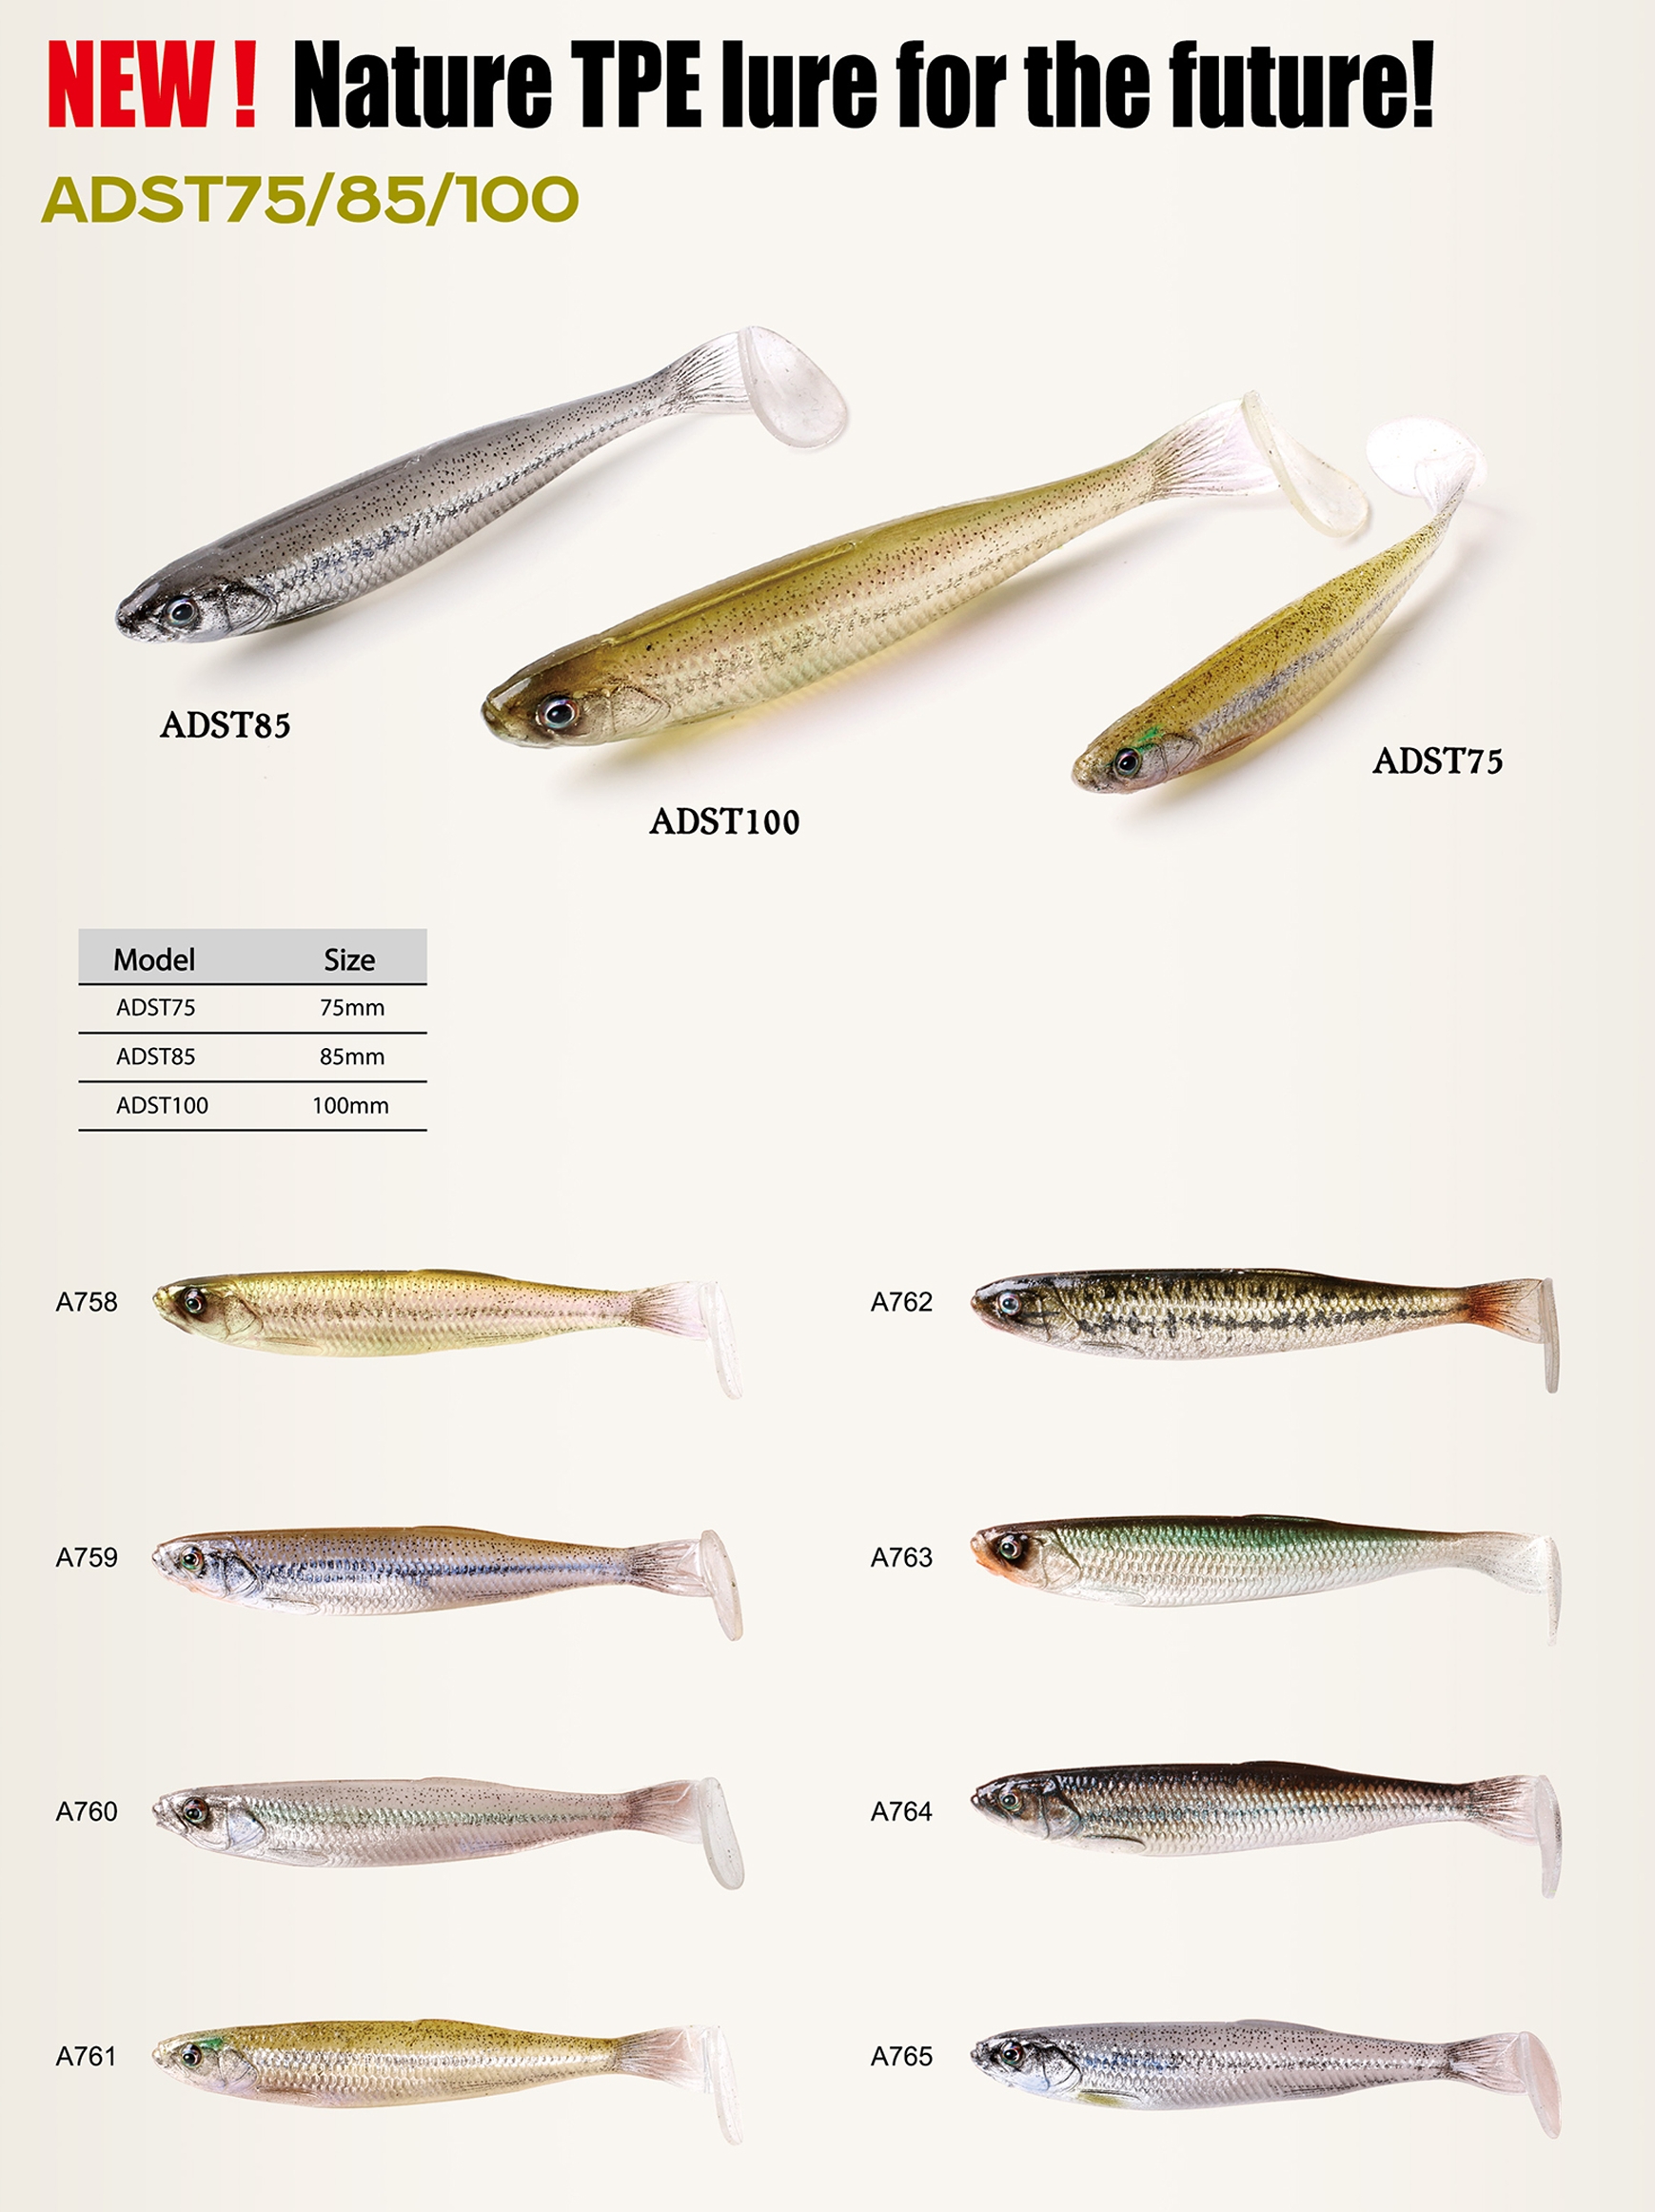 NEW! Nature TPE lure for the future!
ADST75/85/100
ADST85
ADST100
ADST75
Model Size
ADST75 75mm
ADST85 85mm
ADST100 100mm
A758
A762
A759
A763
A760
A764
A761
A765